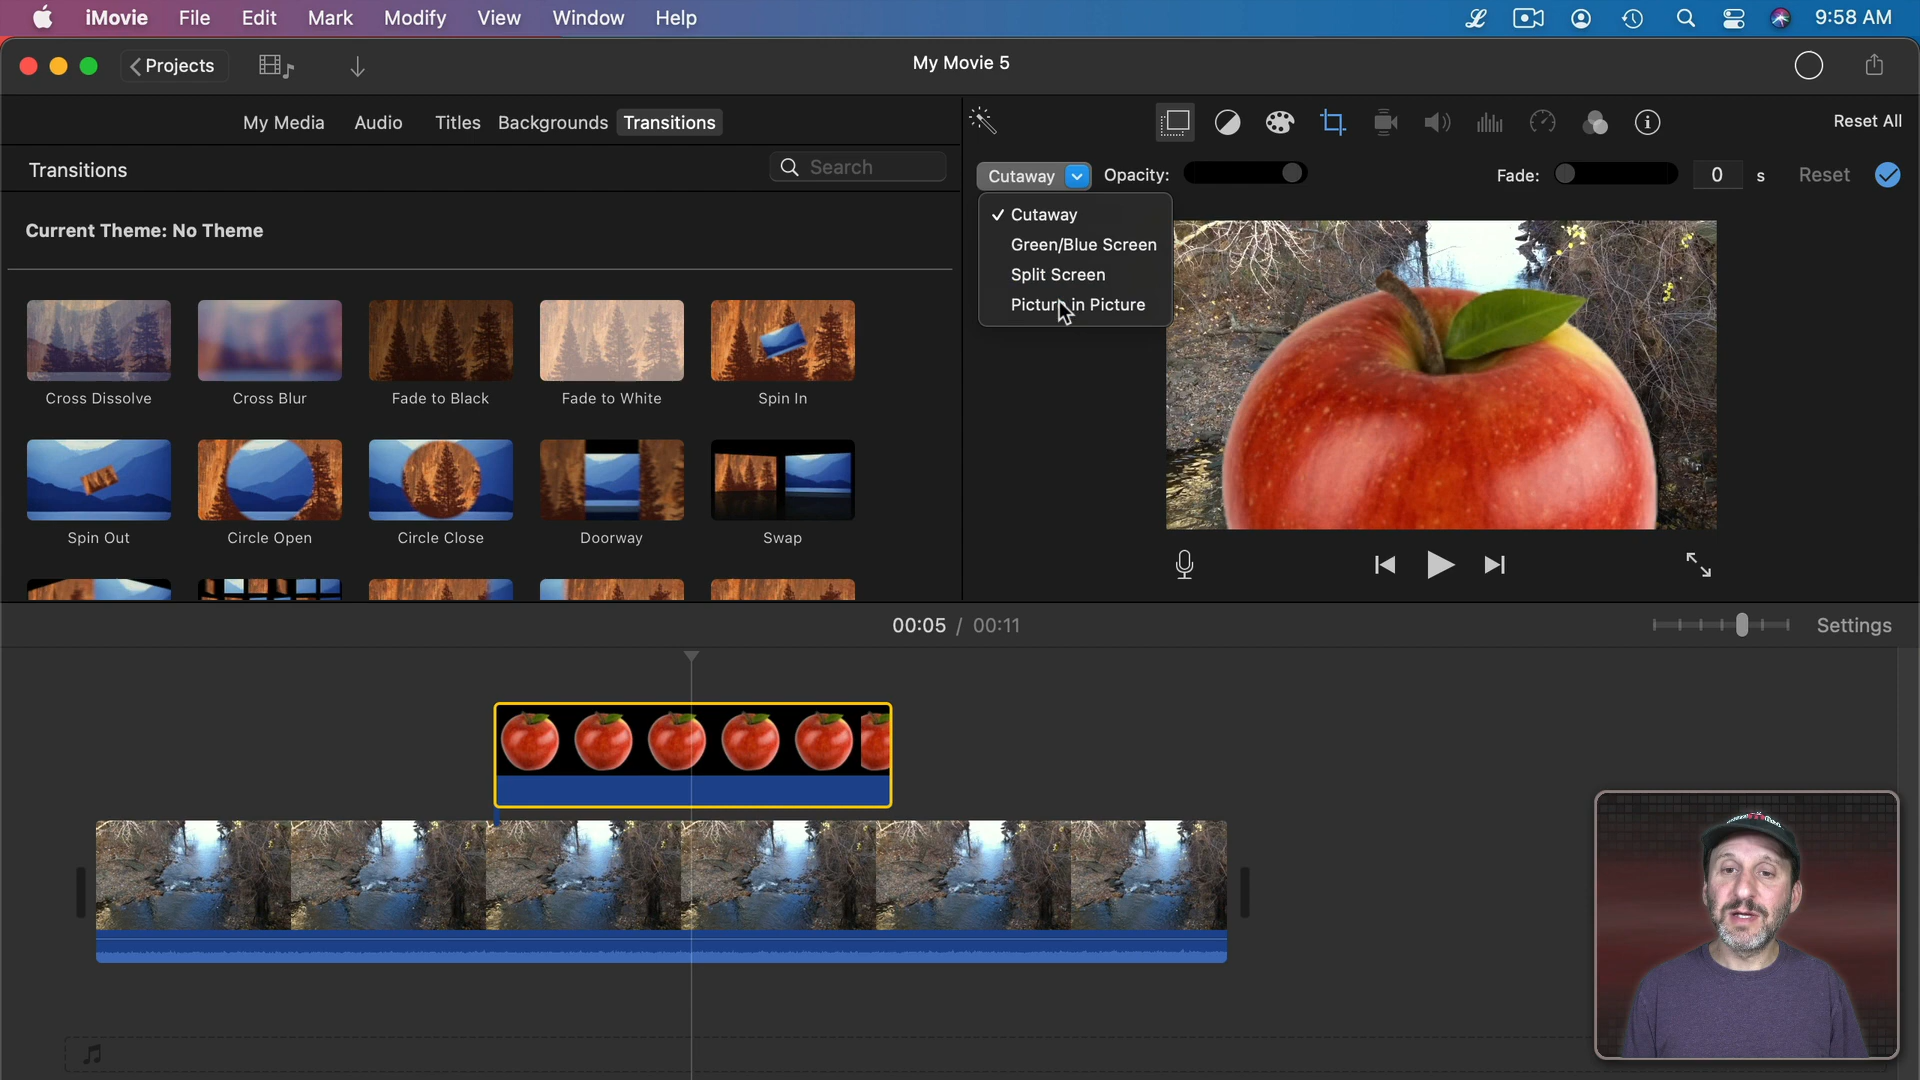 iMovie File Edit Mark Modify View Window Help 9:58 AM
Projects My Movie 5
My Media Audio Titles Backgrounds Transitions Reset All
Transitions Search
Cutaway Opacity: Fade: 0 s Reset
Cutaway
Green/Blue Screen
Split Screen
Picture in Picture
Current Theme: No Theme
Cross Dissolve Cross Blur Fade to Black Fade to White Spin In
Spin Out Circle Open Circle Close Doorway Swap
00:05 / 00:11 Settings